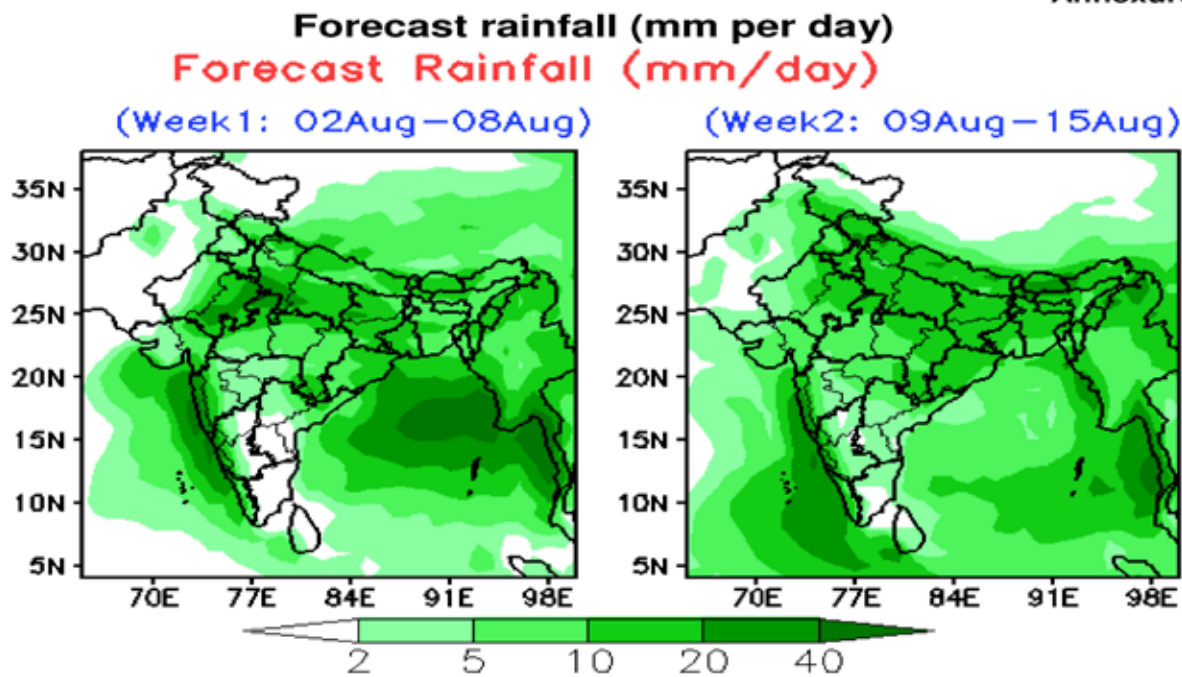 Annexure
Forecast rainfall (mm per day)
Forecast Rainfall (mm/day)
(Week1: 02Aug−08Aug) (Week2: 09Aug−15Aug)
35N 35N
30N 30N
25N 25N
20N 20N
15N 15N
10N 10N
5N 5N
70E 77E 84E 91E 98E 70E 77E 84E 91E 98E
2 5 10 20 40